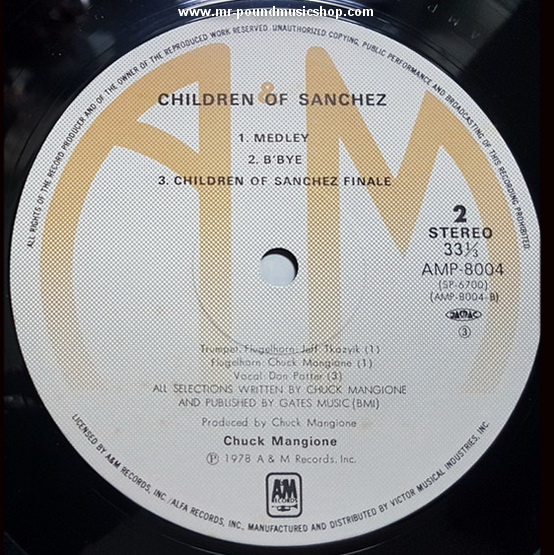 www.mr-poundmusicshop.com
ALL RIGHTS OF THE RECORD PRODUCER AND OF THE OWNER OF THE REPRODUCED WORK RESERVED. UNAUTHORIZED COPYING, PUBLIC PERFORMANCE AND BROADCASTING OF THIS RECORDING PROHIBITED.
A&M
CHILDREN OF SANCHEZ
1. MEDLEY
2. B'BYE
3. CHILDREN OF SANCHEZ FINALE
2
STEREO
33⅓
AMP-8004
(SP-6700)
(AMP-8004-B)
JASRAC
③
Trumpet, Flugelhorn: Jeff Tkazyik (1)
Flugelhorn: Chuck Mangione (1)
Vocal: Don Potter (3)
ALL SELECTIONS WRITTEN BY CHUCK MANGIONE
AND PUBLISHED BY GATES MUSIC (BMI)
Produced by Chuck Mangione
Chuck Mangione
℗ 1978 A & M Records, Inc.
A&M
RECORDS
LICENSED BY A&M RECORDS, INC./ALFA RECORDS, INC., MANUFACTURED AND DISTRIBUTED BY VICTOR MUSICAL INDUSTRIES, INC.